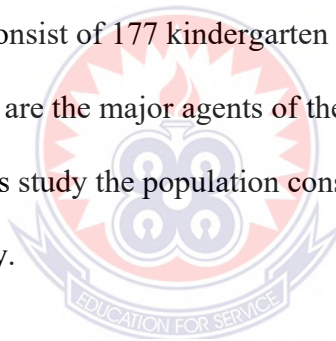 onsist of 177 kindergarten
are the major agents of the
s study the population cons
y.
EDUCATION FOR SERVICE